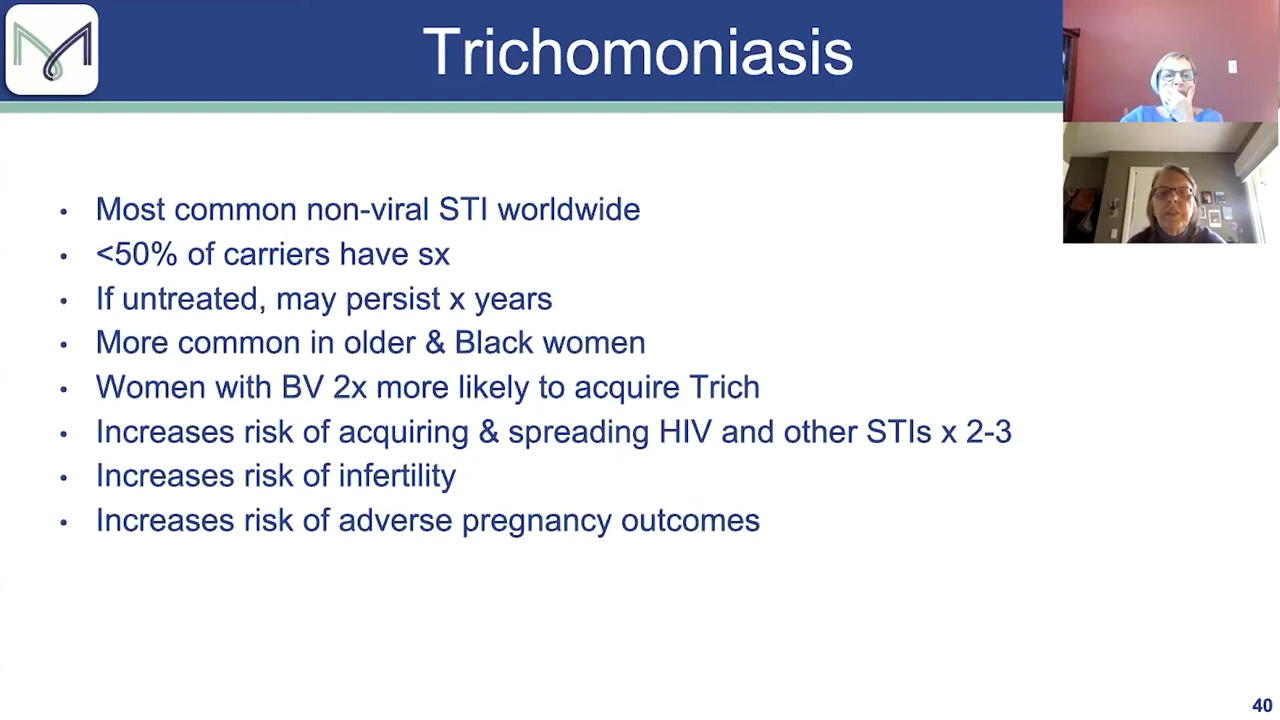 Trichomoniasis
• Most common non-viral STI worldwide
• <50% of carriers have sx
• If untreated, may persist x years
• More common in older & Black women
• Women with BV 2x more likely to acquire Trich
• Increases risk of acquiring & spreading HIV and other STIs x 2-3
• Increases risk of infertility
• Increases risk of adverse pregnancy outcomes
40